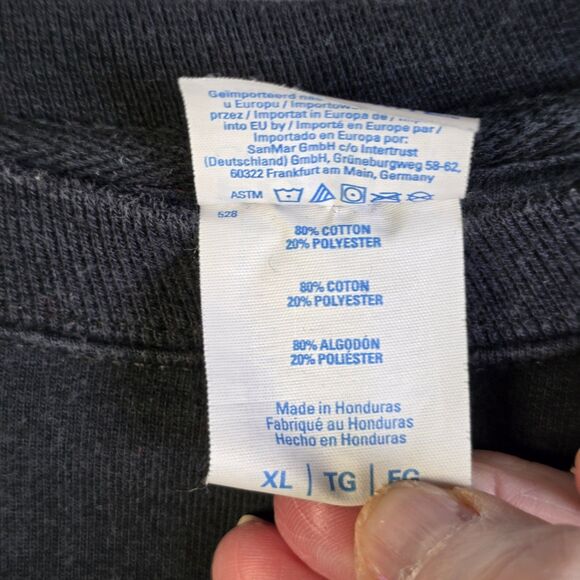 Geïmporteerd
u Europu / Importowane
przez / Importat in Europa de /
into EU by / Importé en Europe par /
Importado en Europa por:
SanMar GmbH c/o Intertrust
(Deutschland) GmbH, Grüneburgweg 58-62,
60322 Frankfurt am Main, Germany
ASTM
528
80% COTTON
20% POLYESTER
80% COTON
20% POLYESTER
80% ALGODÓN
20% POLIÉSTER
Made in Honduras
Fabriqué au Honduras
Hecho en Honduras
XL | TG | EG